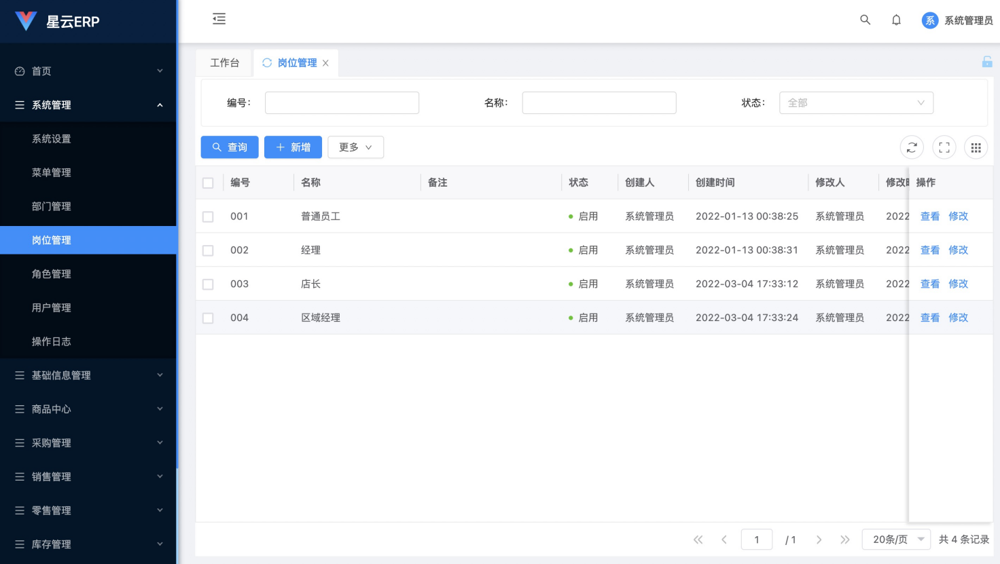 星云ERP
系 系统管理员
首页
系统管理
系统设置
菜单管理
部门管理
岗位管理
角色管理
用户管理
操作日志
基础信息管理
商品中心
采购管理
销售管理
零售管理
库存管理
工作台 岗位管理
编号: 名称: 状态: 全部
查询 新增 更多
编号 名称 备注 状态 创建人 创建时间 修改人 修改 操作
001 普通员工 启用 系统管理员 2022-01-13 00:38:25 系统管理员 2022 查看 修改
002 经理 启用 系统管理员 2022-01-13 00:38:31 系统管理员 2022 查看 修改
003 店长 启用 系统管理员 2022-03-04 17:33:12 系统管理员 2022 查看 修改
004 区域经理 启用 系统管理员 2022-03-04 17:33:24 系统管理员 2022 查看 修改
1 / 1 20条/页 共 4 条记录